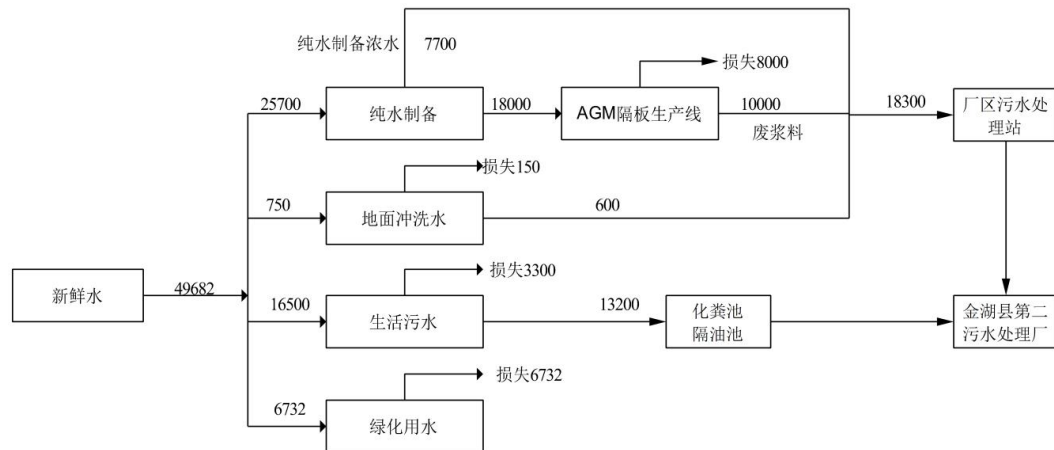 纯水制备浓水
7700
损失8000
25700
纯水制备
18000
AGM隔板生产线
10000
废浆料
18300
厂区污水处
理站
损失150
750
地面冲洗水
600
新鲜水
49682
损失3300
16500
生活污水
13200
化粪池
隔油池
金湖县第二
污水处理厂
损失6732
6732
绿化用水